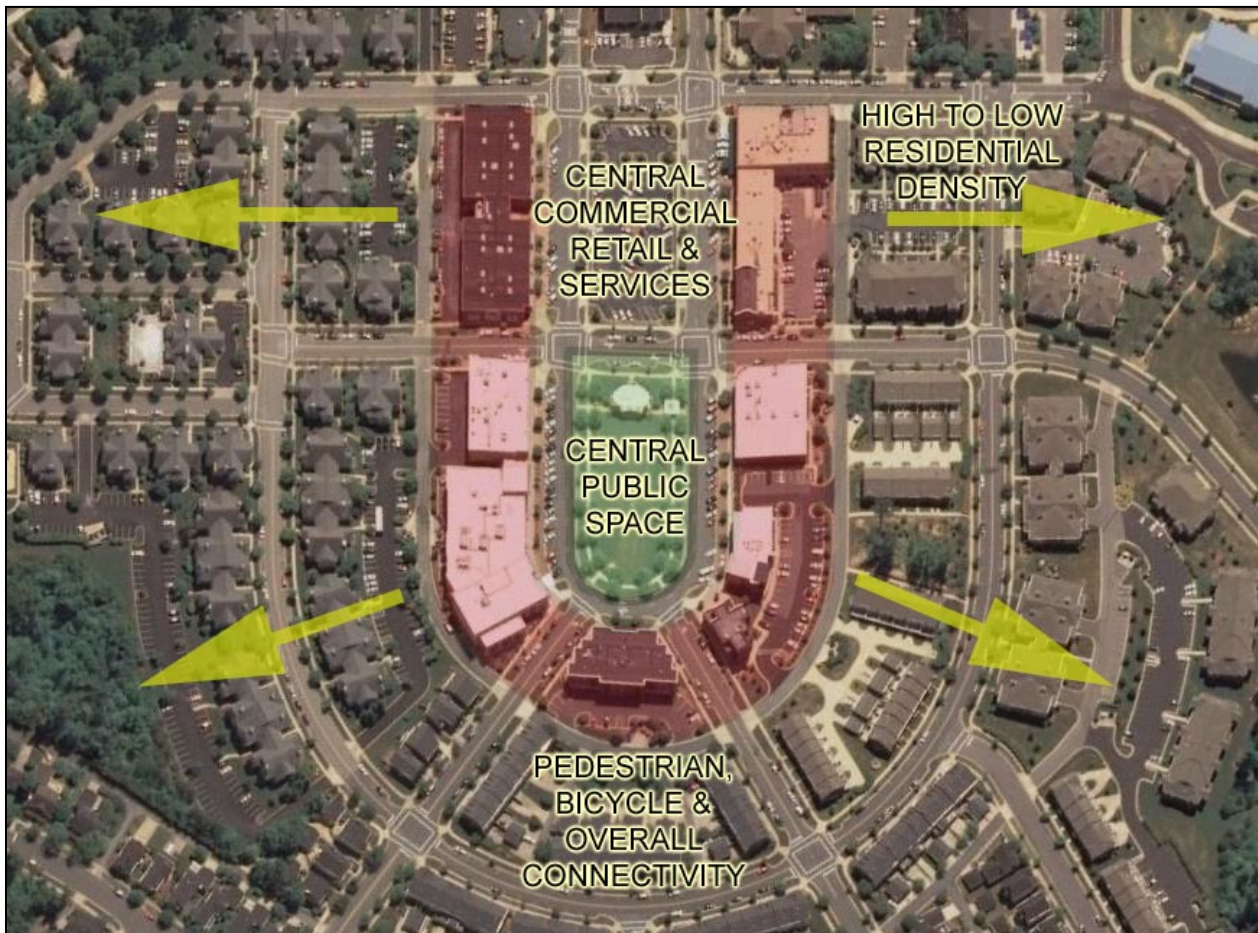 HIGH TO LOW
RESIDENTIAL
DENSITY
CENTRAL
COMMERCIAL
RETAIL &
SERVICES
CENTRAL
PUBLIC
SPACE
PEDESTRIAN,
BICYCLE &
OVERALL
CONNECTIVITY